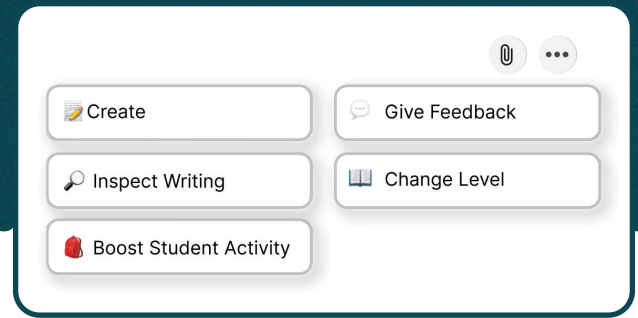 Create
Give Feedback
Inspect Writing
Change Level
Boost Student Activity